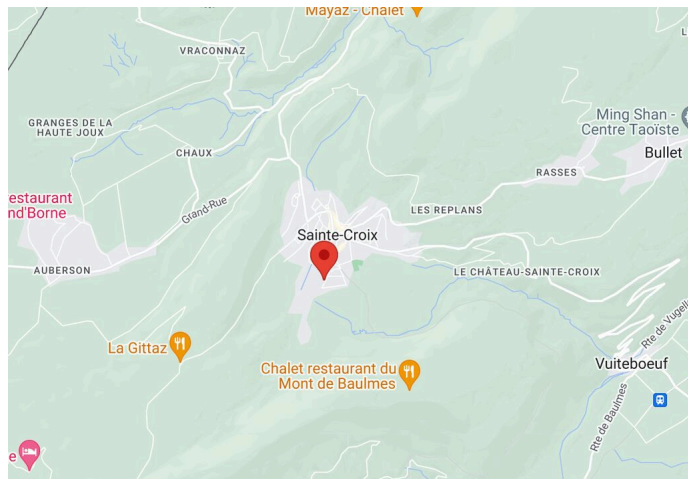 Mayaz - Chalet
VRACONNAZ
GRANGES DE LA
HAUTE JOUX
Ming Shan -
Centre Taoïste
Bullet
CHAUX
RASSES
estaurant
nd'Borne
Grand-Rue
LES REPLANS
Sainte-Croix
AUBERSON
LE CHÂTEAU-SAINTE-CROIX
Rte de Vugell
La Gittaz
Chalet restaurant du
Mont de Baulmes
Vuiteboeuf
Rte de Baulmes
e